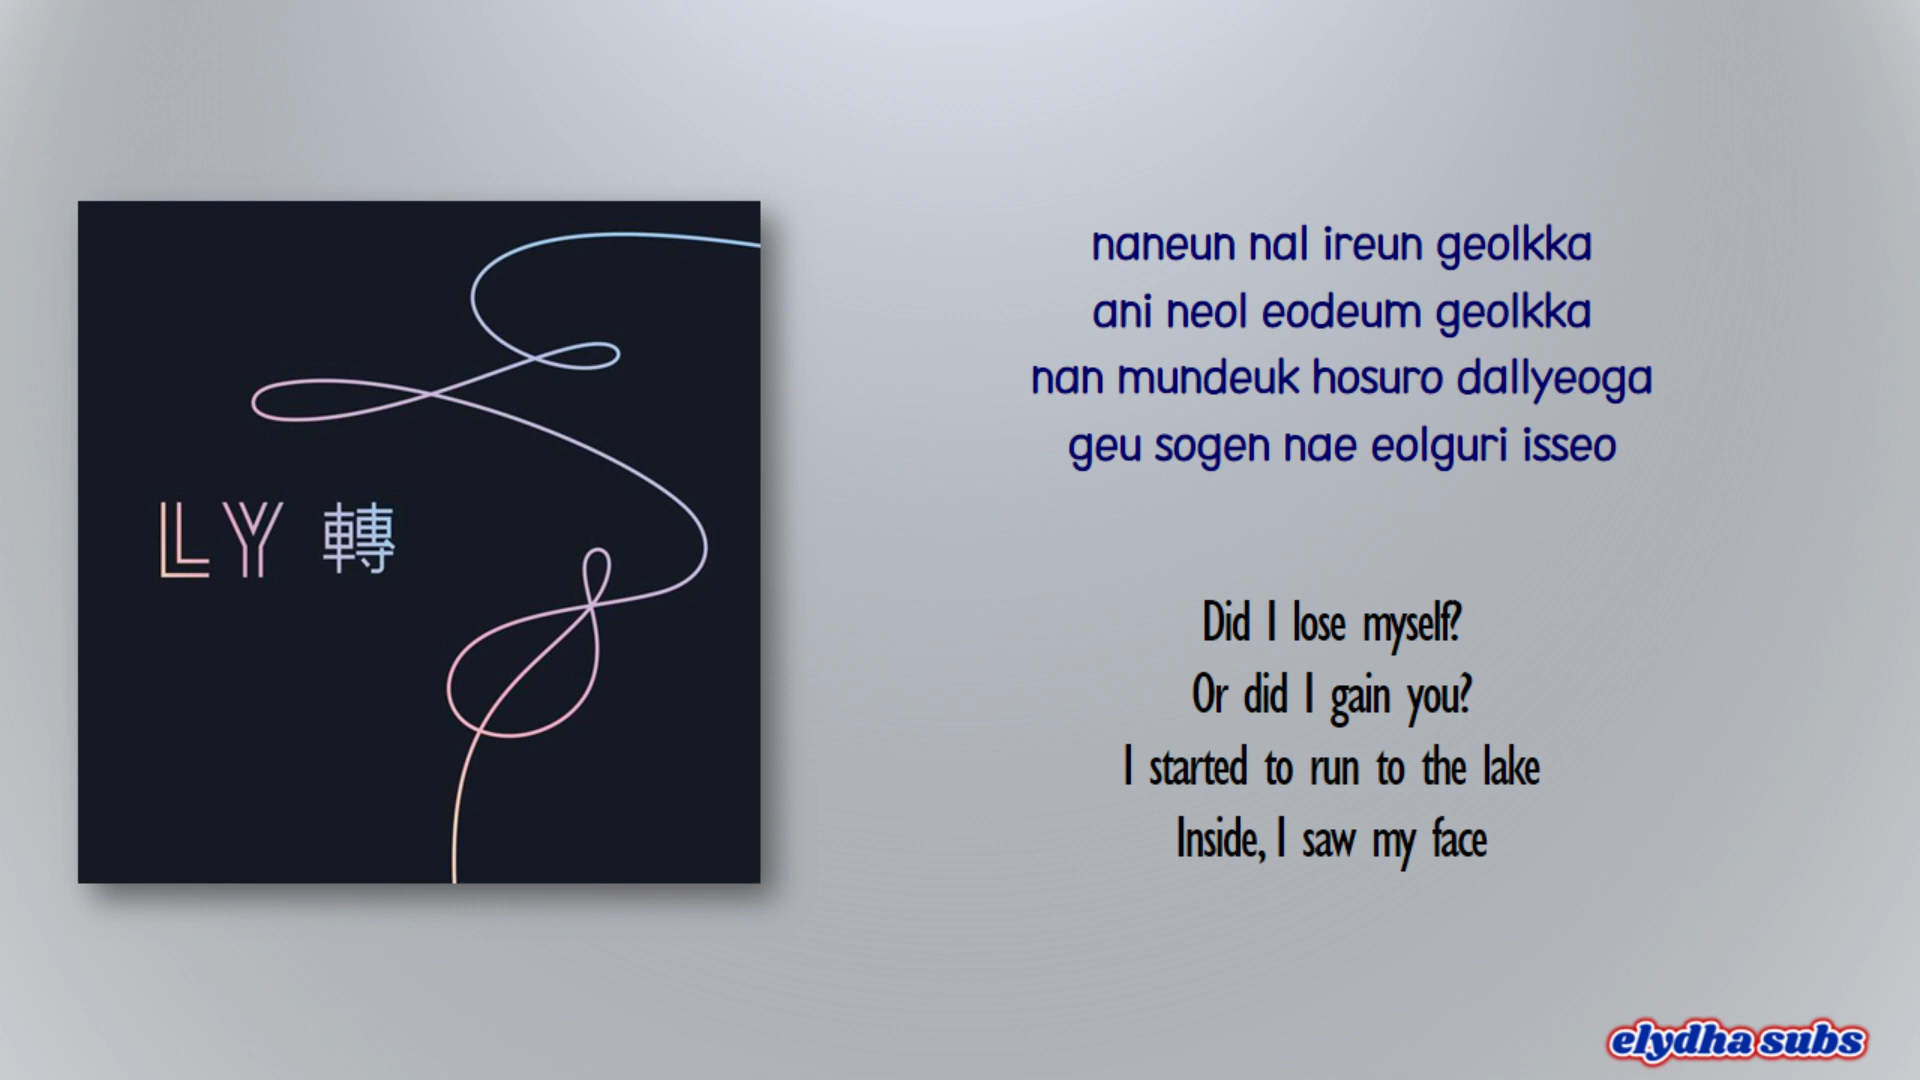 LY 轉
naneun nal ireun geolkka
ani neol eodeum geolkka
nan mundeuk hosuro dallyeoga
geu sogen nae eolguri isseo
Did I lose myself?
Or did I gain you?
I started to run to the lake
Inside, I saw my face
elydha subs